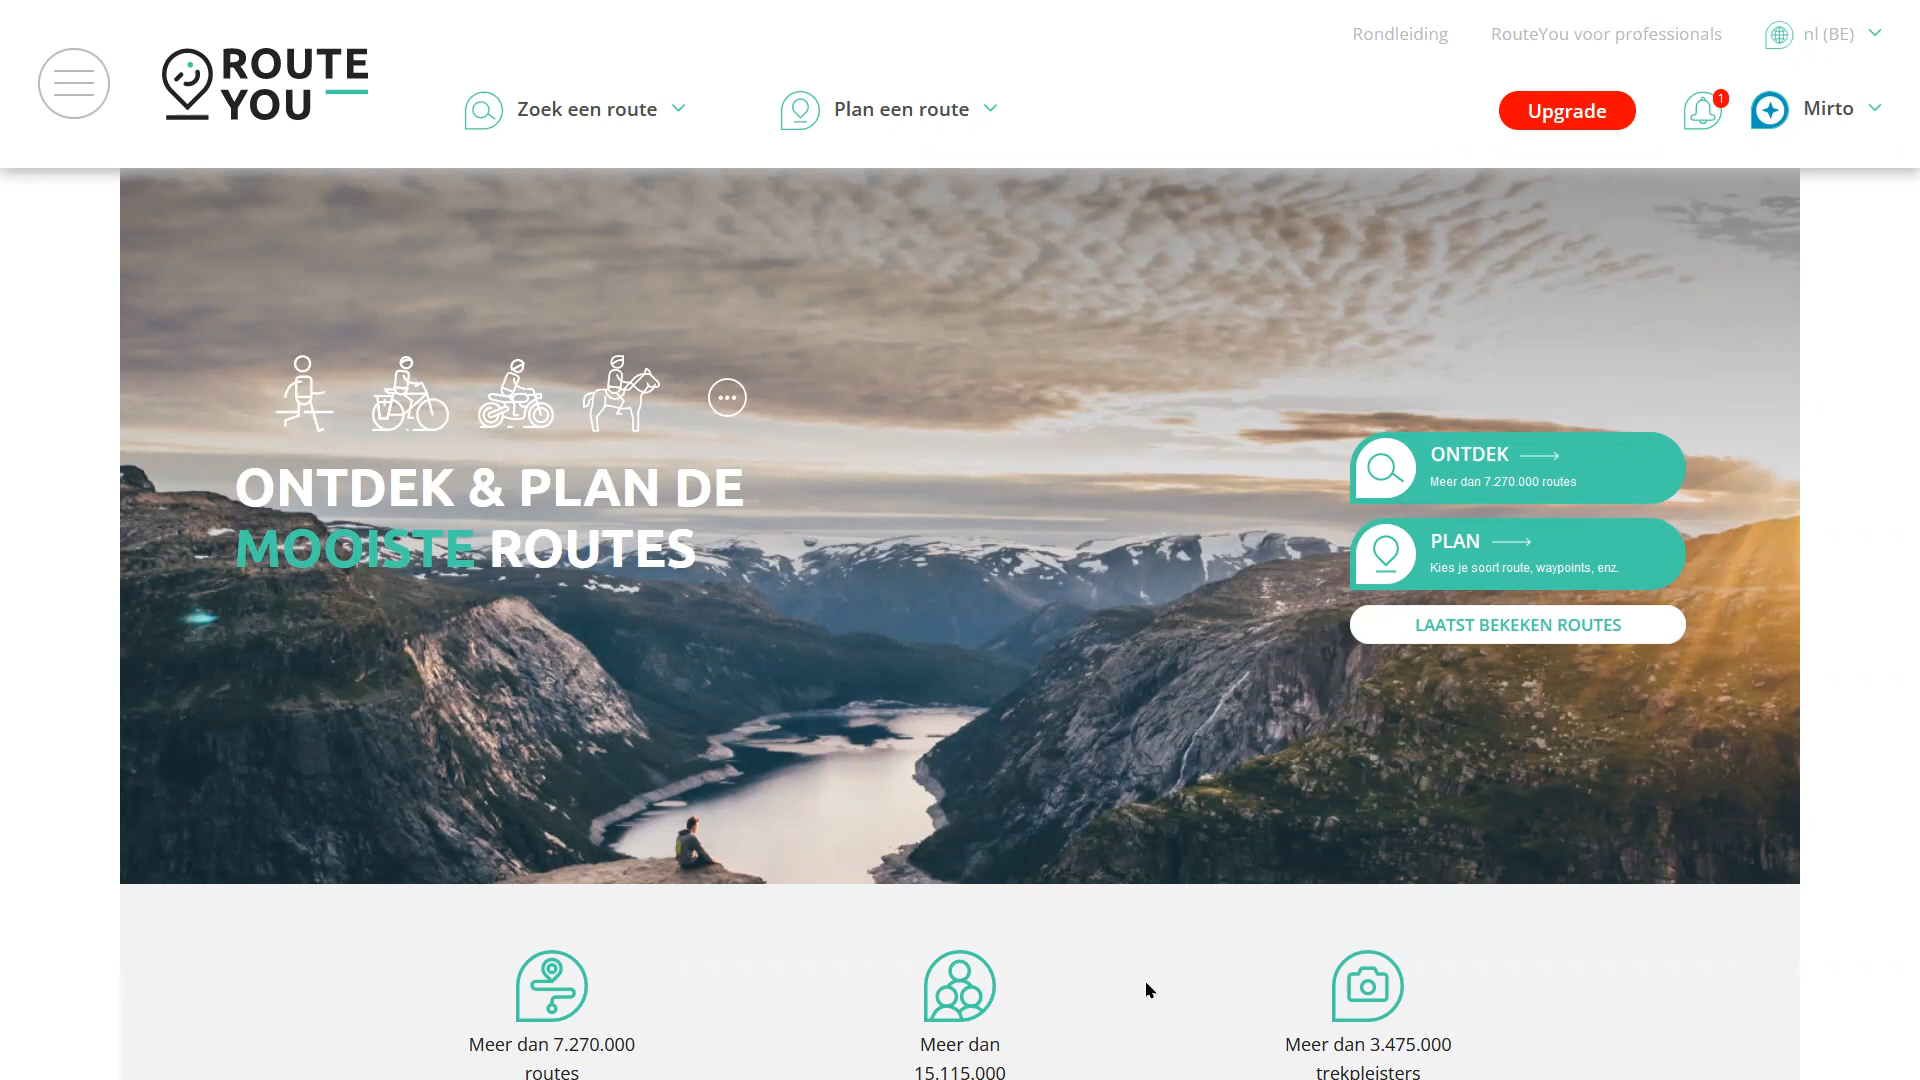 Rondleiding
RouteYou voor professionals
nl (BE)
ROUTE
YOU
Zoek een route
Plan een route
Upgrade
1
Mirto
ONTDEK & PLAN DE
MOOISTE ROUTES
ONTDEK
Meer dan 7.270.000 routes
PLAN
Kies je soort route, waypoints, enz.
LAATST BEKEKEN ROUTES
Meer dan 7.270.000
routes
Meer dan
15.115.000
Meer dan 3.475.000
trekpleisters